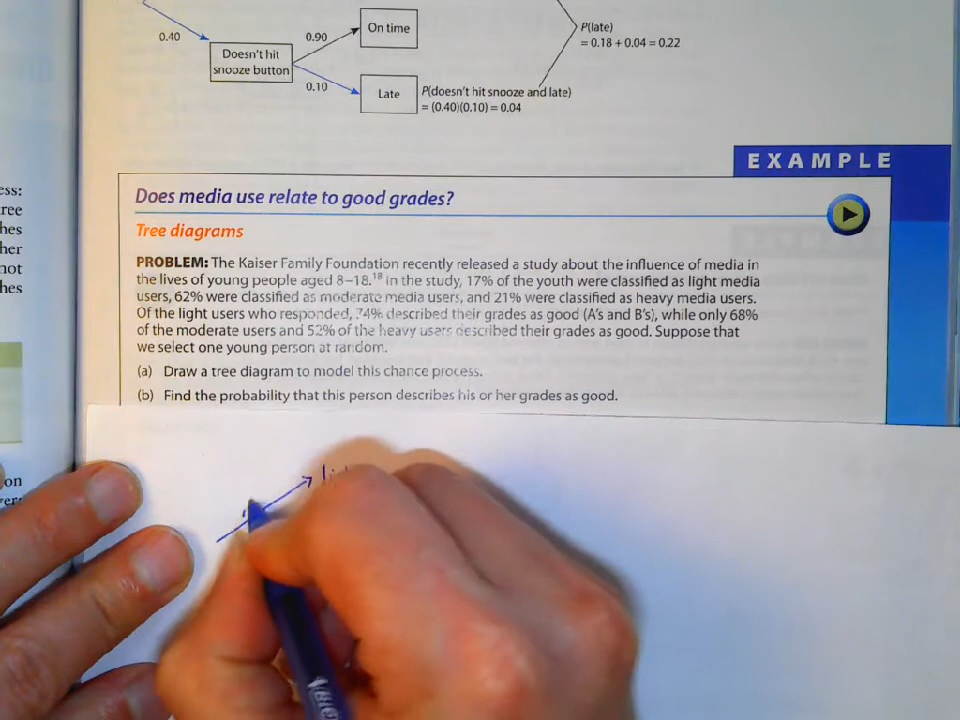 0.40
0.90
On time
P(late)
= 0.18 + 0.04 = 0.22
Doesn't hit
snooze button
0.10
Late
P(doesn't hit snooze and late)
= (0.40)(0.10) = 0.04
EXAMPLE
Does media use relate to good grades?
Tree diagrams
PROBLEM: The Kaiser Family Foundation recently released a study about the influence of media in
the lives of young people aged 8–18.¹⁸ In the study, 17% of the youth were classified as light media
users, 62% were classified as moderate media users, and 21% were classified as heavy media users.
Of the light users who responded, 74% described their grades as good (A's and B's), while only 68%
of the moderate users and 52% of the heavy users described their grades as good. Suppose that
we select one young person at random.
(a) Draw a tree diagram to model this chance process.
(b) Find the probability that this person describes his or her grades as good.
ess:
ree
hes
her
not
hes
on